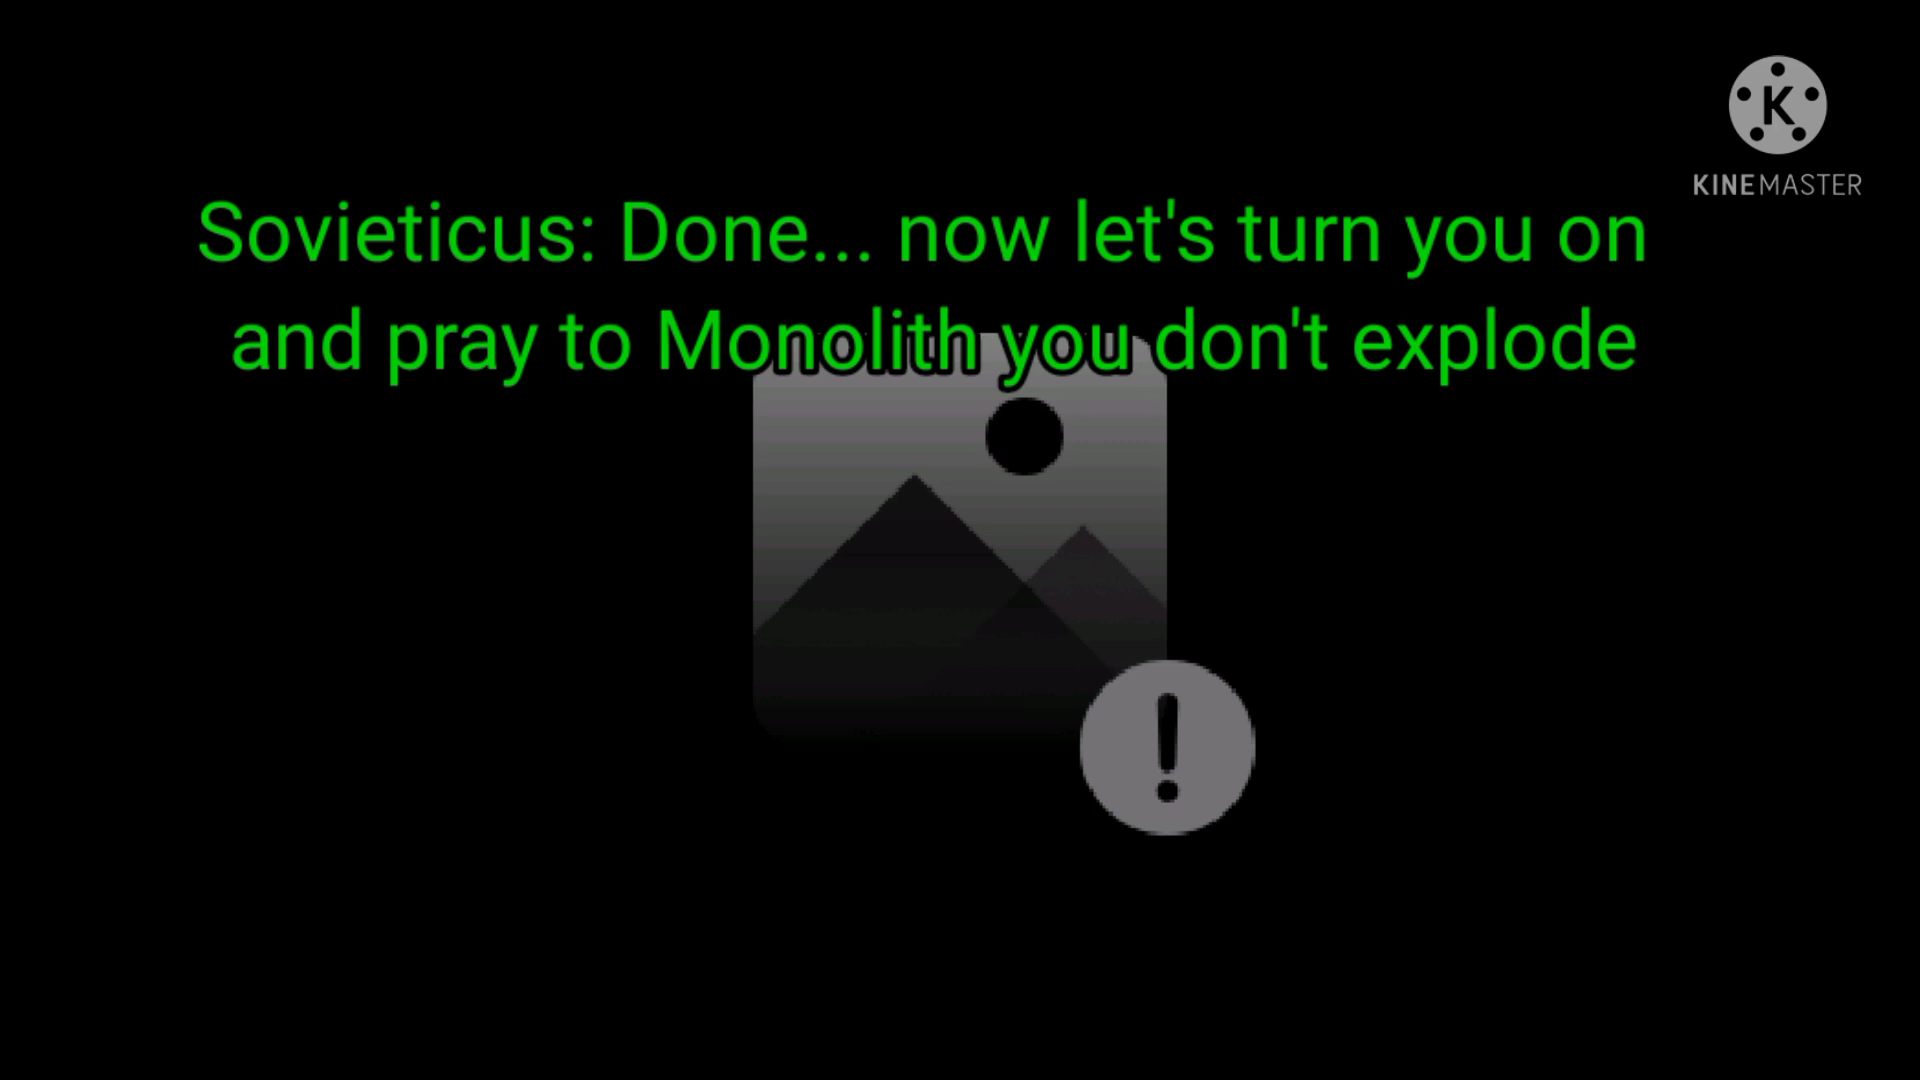 K
KINEMASTER
Sovieticus: Done... now let's turn you on
and pray to Monolith you don't explode
!